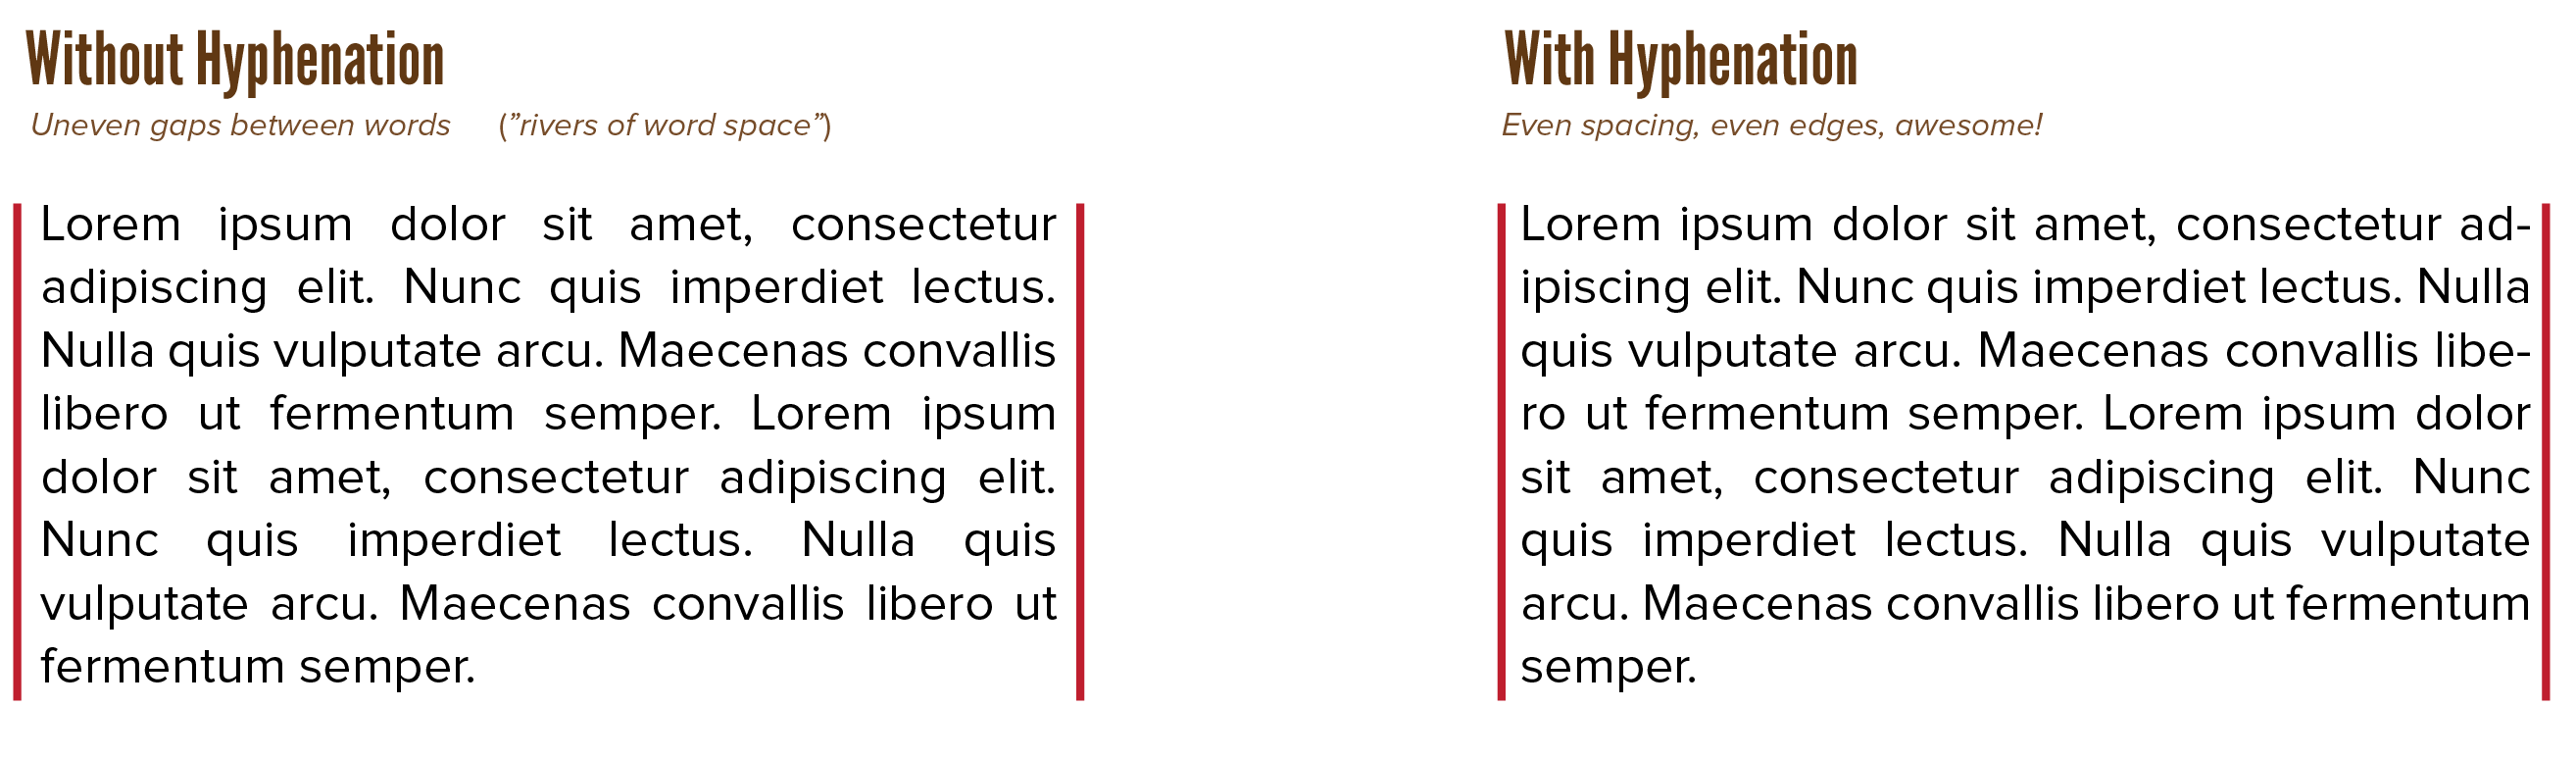 Without Hyphenation
Uneven gaps between words (”rivers of word space”)
Lorem ipsum dolor sit amet, consectetur
adipiscing elit. Nunc quis imperdiet lectus.
Nulla quis vulputate arcu. Maecenas convallis
libero ut fermentum semper. Lorem ipsum
dolor sit amet, consectetur adipiscing elit.
Nunc quis imperdiet lectus. Nulla quis
vulputate arcu. Maecenas convallis libero ut
fermentum semper.
With Hyphenation
Even spacing, even edges, awesome!
Lorem ipsum dolor sit amet, consectetur ad-
ipiscing elit. Nunc quis imperdiet lectus. Nulla
quis vulputate arcu. Maecenas convallis libe-
ro ut fermentum semper. Lorem ipsum dolor
sit amet, consectetur adipiscing elit. Nunc
quis imperdiet lectus. Nulla quis vulputate
arcu. Maecenas convallis libero ut fermentum
semper.